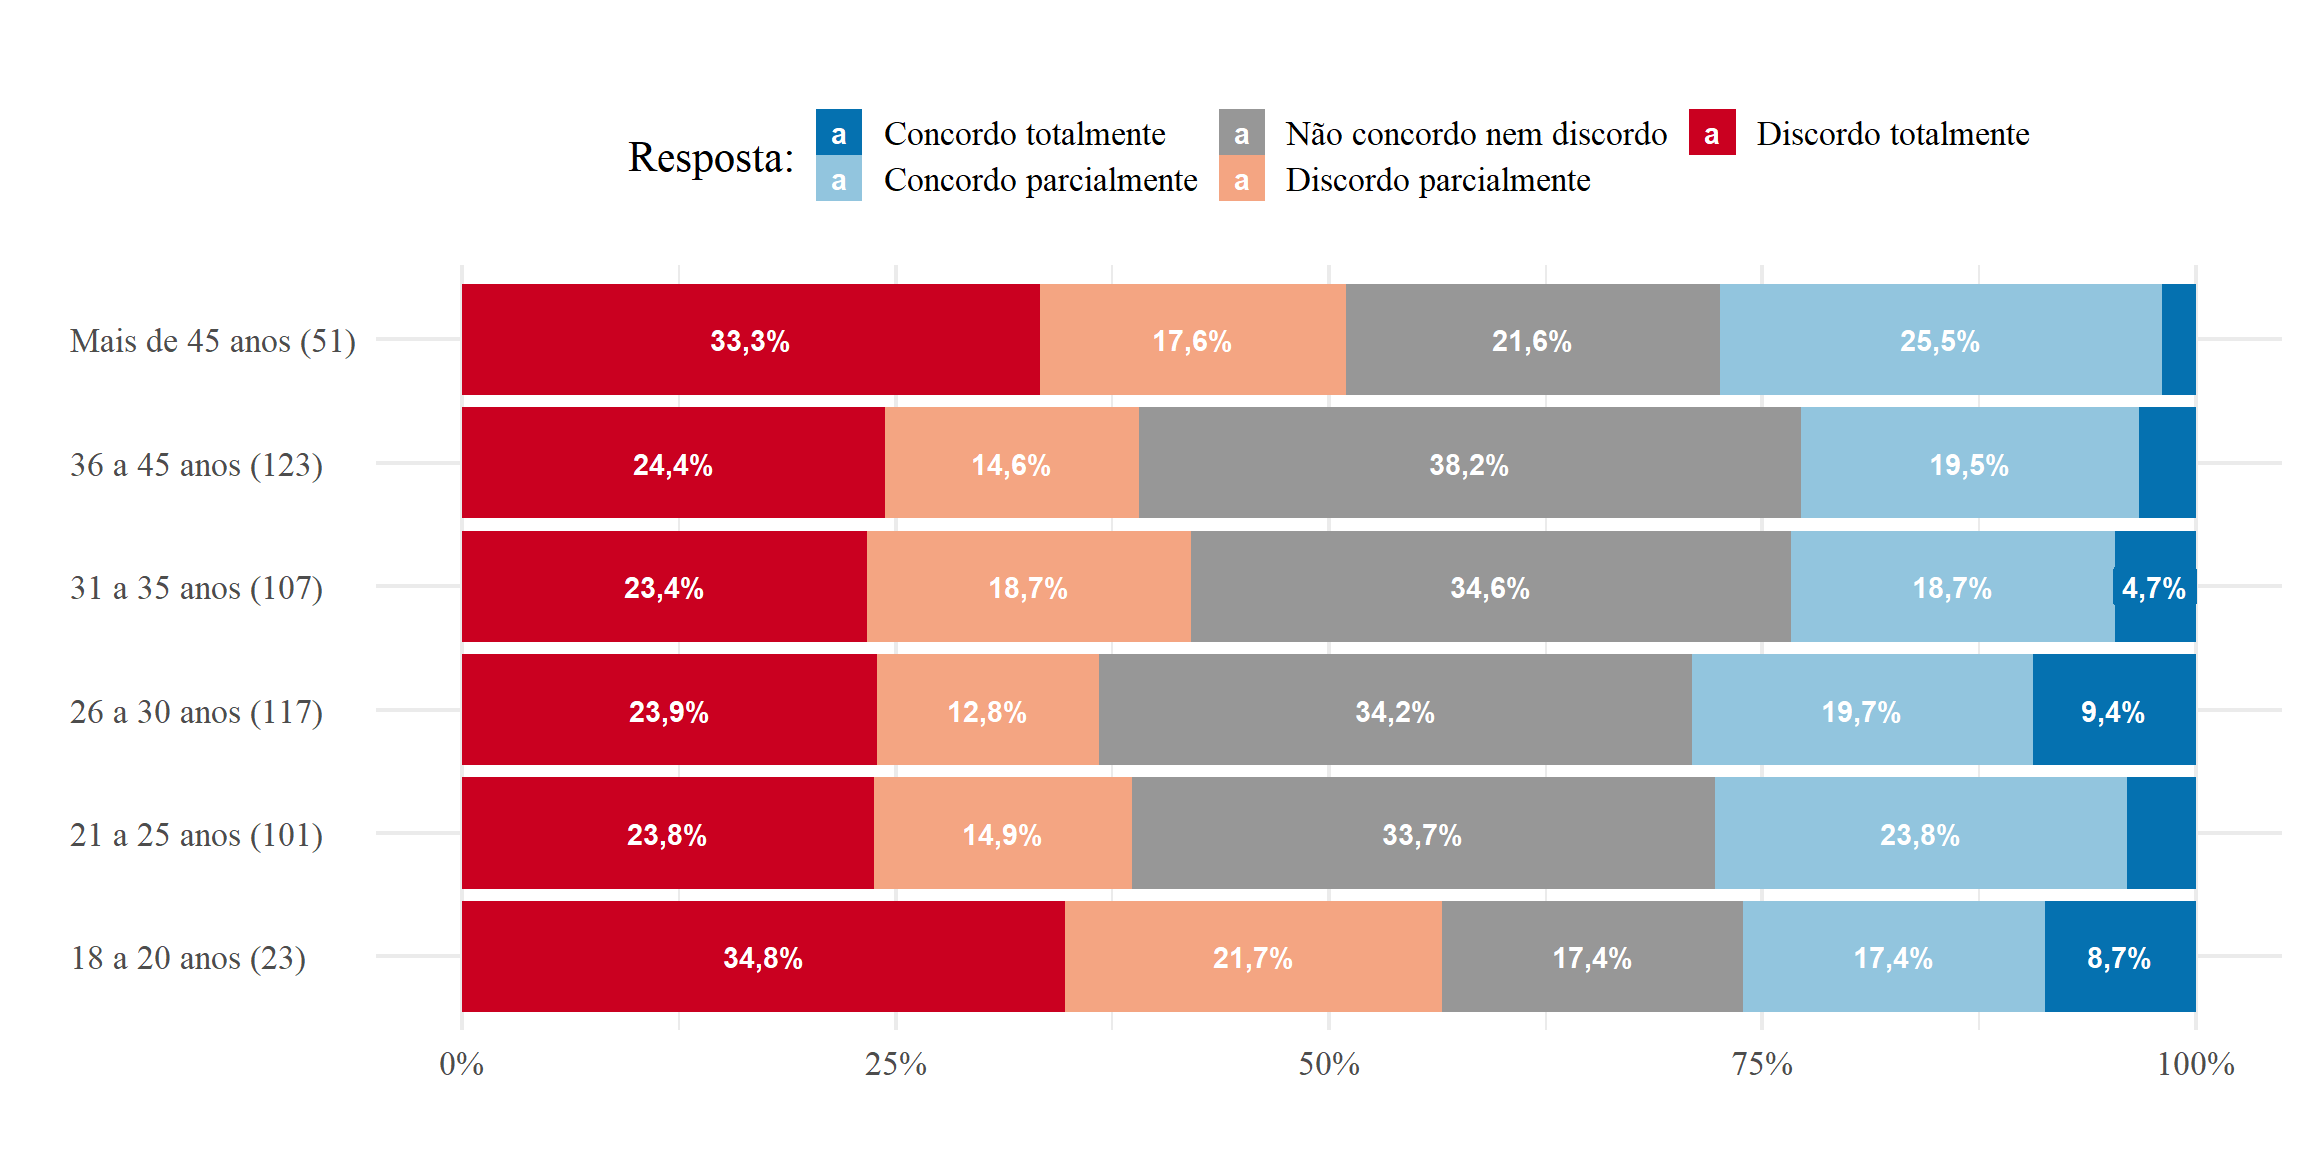 Resposta:
a Concordo totalmente
a Concordo parcialmente
a Não concordo nem discordo
a Discordo parcialmente
a Discordo totalmente
Mais de 45 anos (51) 33,3% 17,6% 21,6% 25,5%
36 a 45 anos (123) 24,4% 14,6% 38,2% 19,5%
31 a 35 anos (107) 23,4% 18,7% 34,6% 18,7% 4,7%
26 a 30 anos (117) 23,9% 12,8% 34,2% 19,7% 9,4%
21 a 25 anos (101) 23,8% 14,9% 33,7% 23,8%
18 a 20 anos (23) 34,8% 21,7% 17,4% 17,4% 8,7%
0% 25% 50% 75% 100%